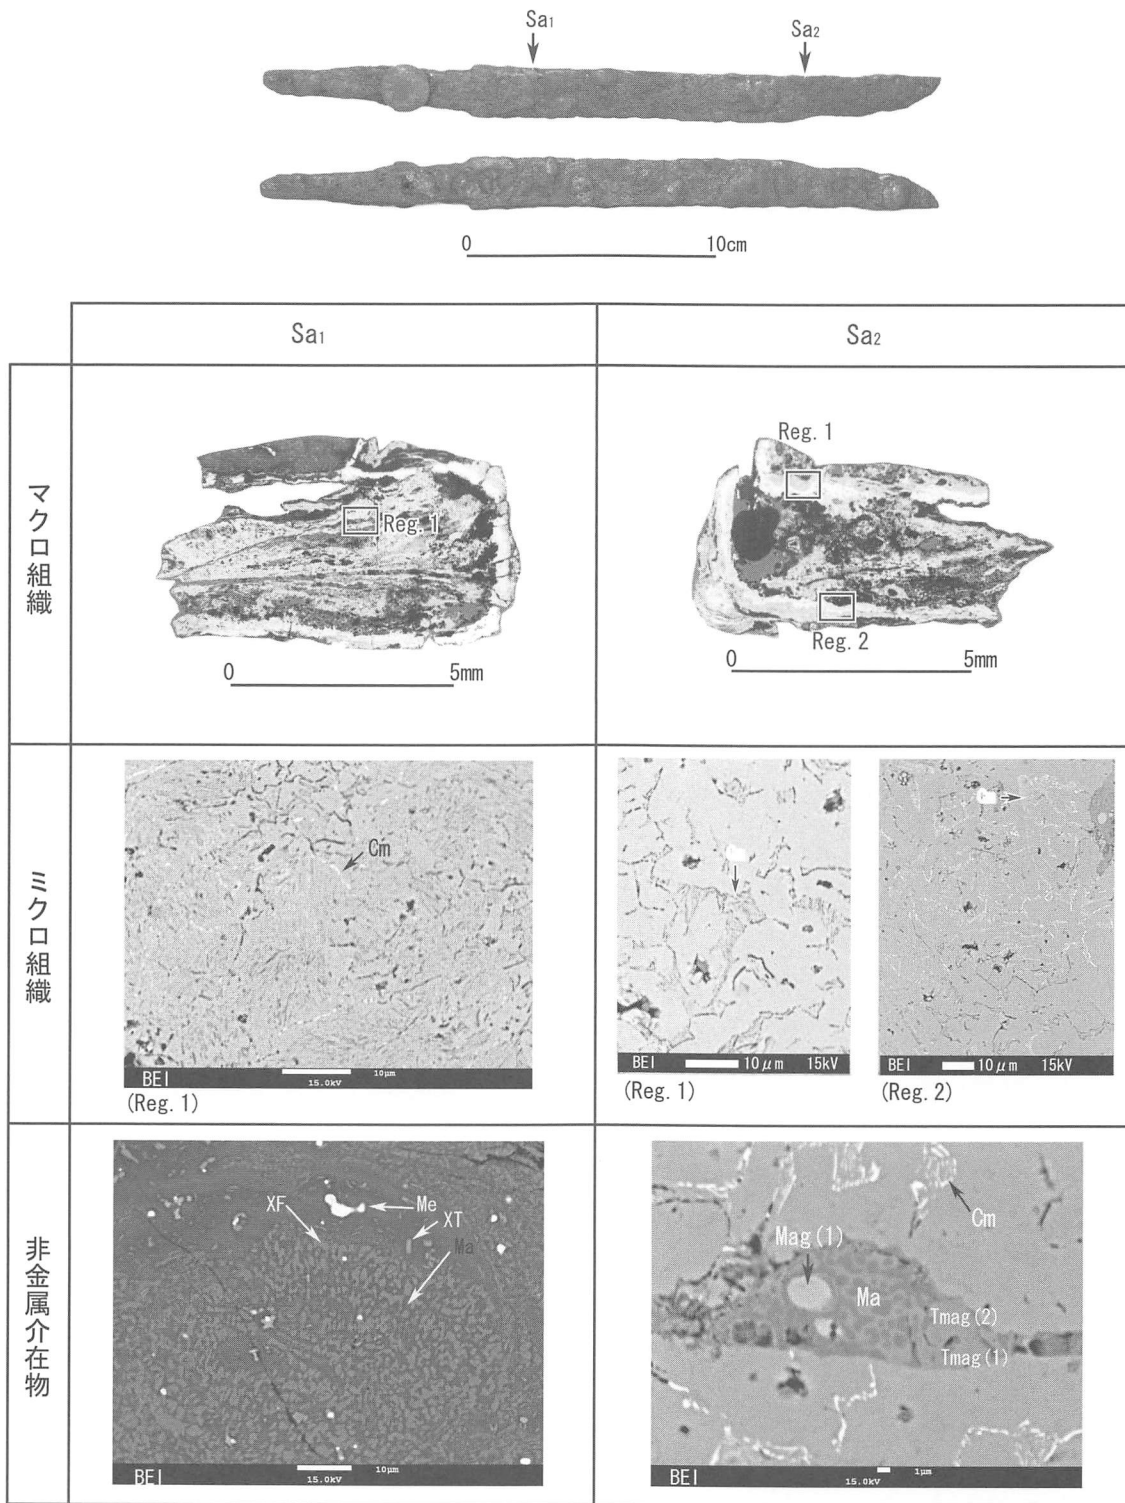 Sa₁
Sa₂
0 10cm
Sa₁
Sa₂
マクロ組織
Reg. 1
0 5mm
Reg. 1
Reg. 2
0 5mm
ミクロ組織
Cm
BEI 15.0kV 10μm
(Reg. 1)
10μm 15kV
(Reg. 1)
BEI 10μm 15kV
(Reg. 2)
非金属介在物
XF
Me
XT
Ma
BEI 15.0kV 10μm
Cm
Mag(1)
Ma
Tmag(2)
Tmag(1)
BEI 15.0kV 1μm